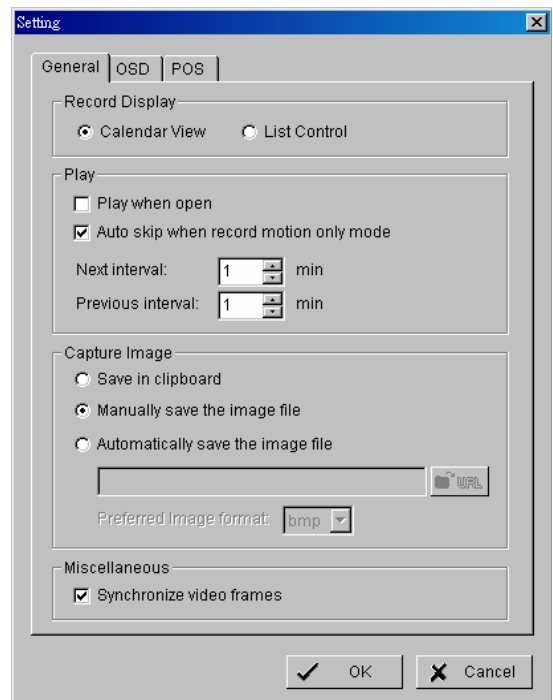 Setting
General OSD POS
Record Display
Calendar View List Control
Play
Play when open
Auto skip when record motion only mode
Next interval: 1 min
Previous interval: 1 min
Capture Image
Save in clipboard
Manually save the image file
Automatically save the image file
URL
Preferred Image format: bmp
Miscellaneous
Synchronize video frames
OK Cancel